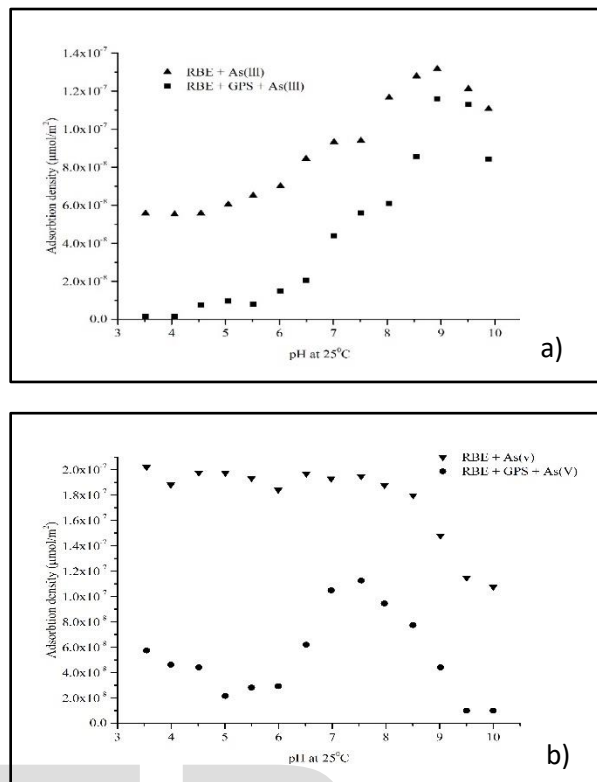 1.4x10⁻⁷
▲ RBE + As(III)
■ RBE + GPS + As(III)
1.2x10⁻⁷
1.0x10⁻⁷
8.0x10⁻⁸
6.0x10⁻⁸
4.0x10⁻⁸
2.0x10⁻⁸
0.0
Adsorbtion density (µmol/m²)
3 4 5 6 7 8 9 10
pH at 25⁰C
a)
▼ RBE + As(v)
● RBE + GPS + As(V)
2.0x10⁻⁷
1.8x10⁻⁷
1.6x10⁻⁷
1.4x10⁻⁷
1.2x10⁻⁷
1.0x10⁻⁷
8.0x10⁻⁸
6.0x10⁻⁸
4.0x10⁻⁸
2.0x10⁻⁸
0.0
Adsorbtion density (µmol/m²)
3 4 5 6 7 8 9 10
pH at 25⁰C
b)